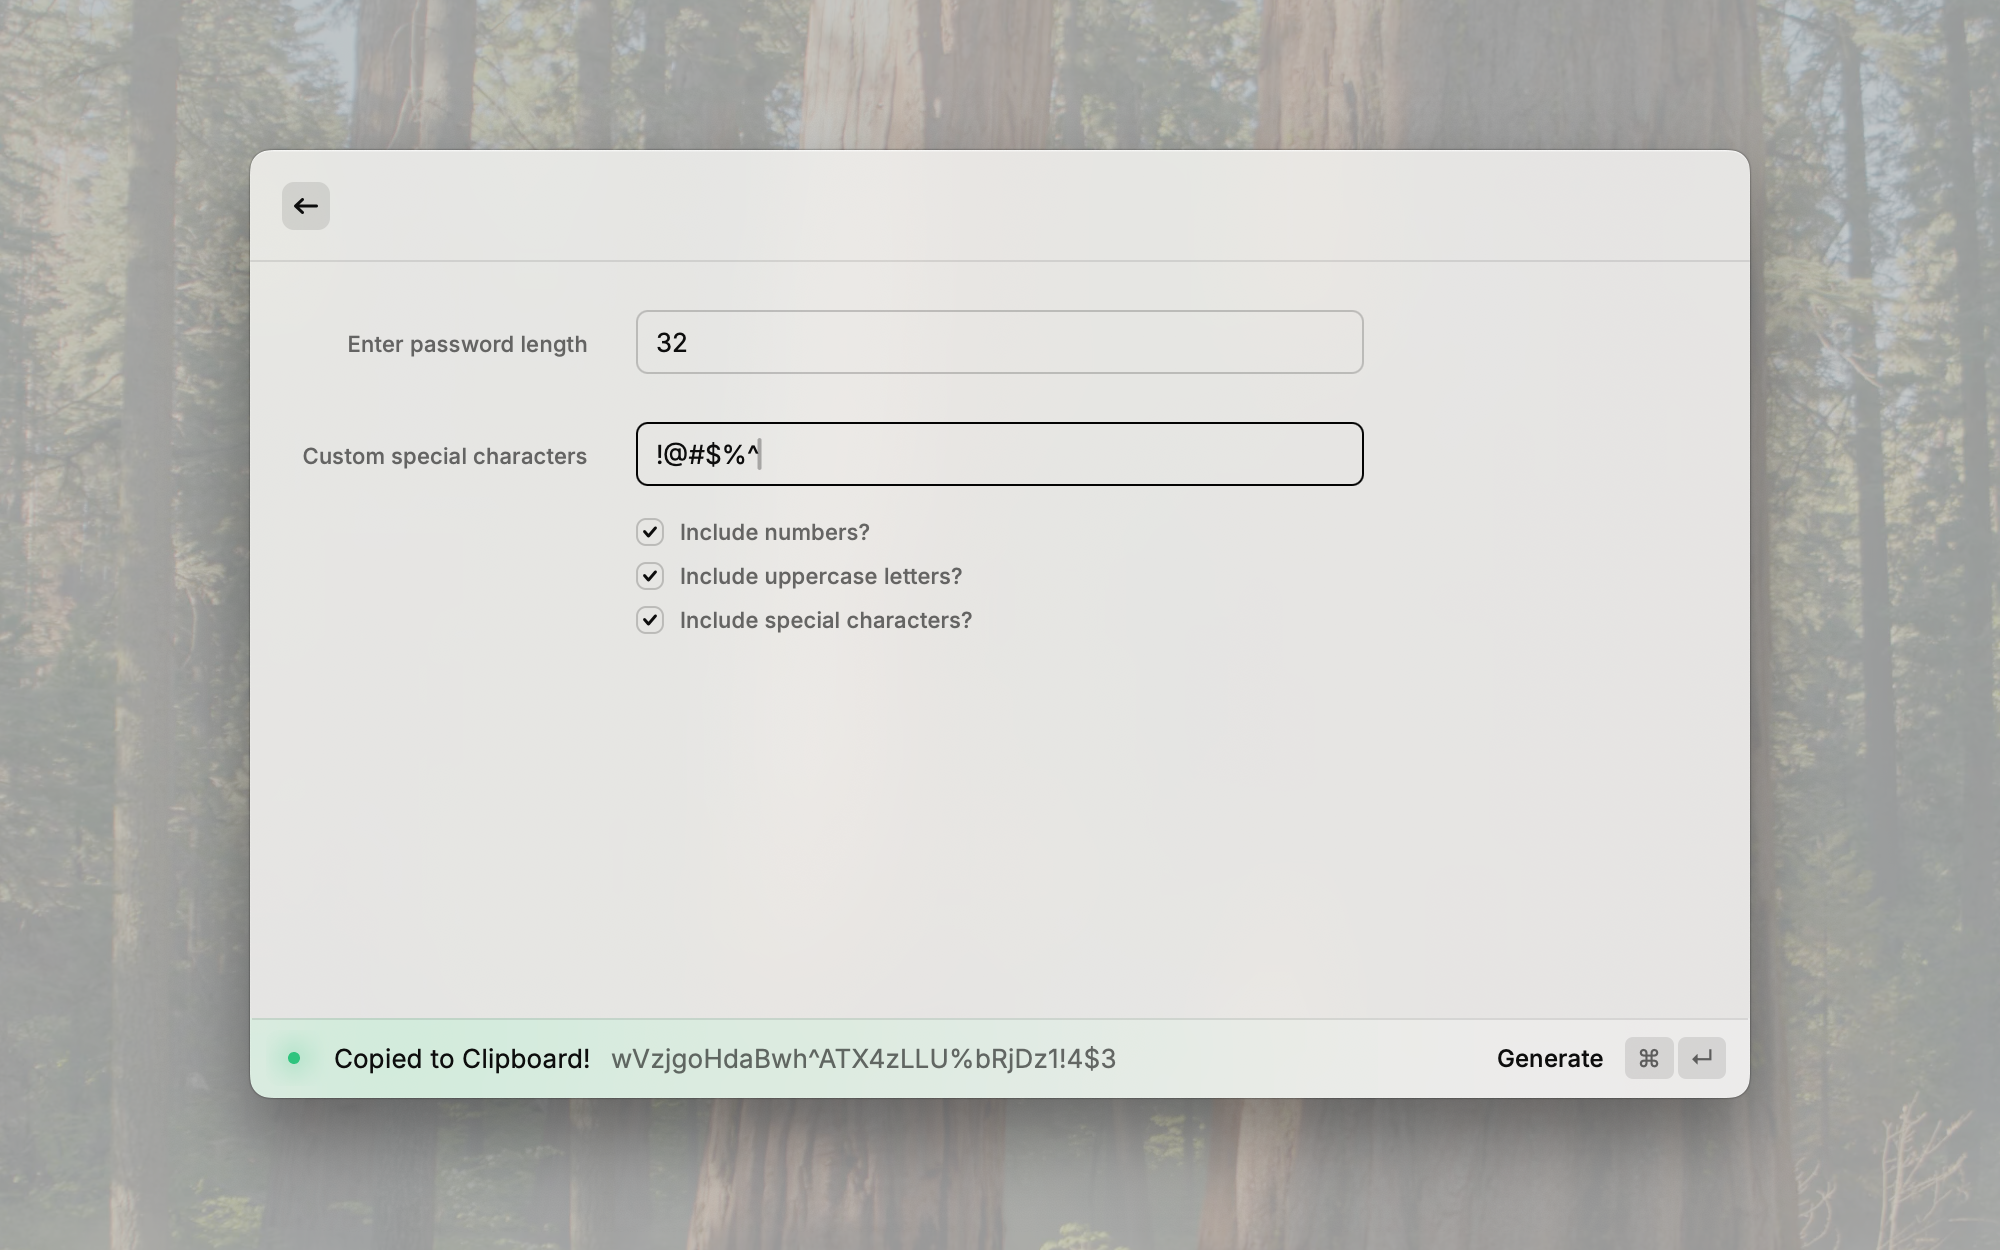 Enter password length
32
Custom special characters
!@#$%^
Include numbers?
Include uppercase letters?
Include special characters?
Copied to Clipboard! wVzjgoHdaBwh^ATX4zLLU%bRjDz1!4$3
Generate ⌘ ↵